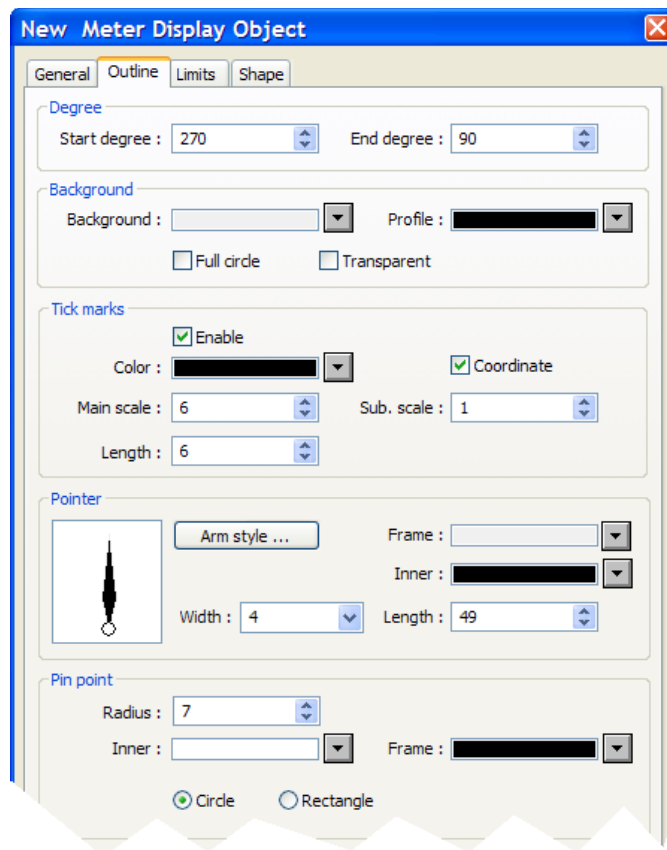 New Meter Display Object
General Outline Limits Shape
Degree
Start degree : 270 End degree : 90
Background
Background : Profile :
Full circle Transparent
Tick marks
Enable
Color : Coordinate
Main scale : 6 Sub. scale : 1
Length : 6
Pointer
Arm style ... Frame :
Inner :
Width : 4 Length : 49
Pin point
Radius : 7
Inner : Frame :
Circle Rectangle